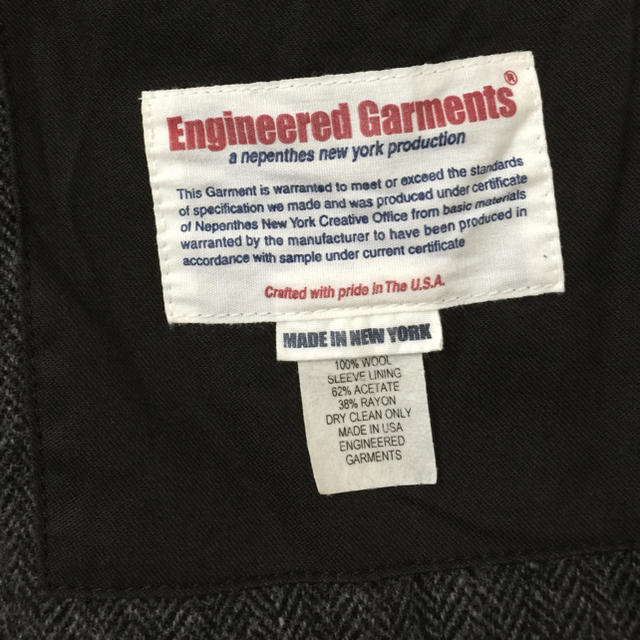 Engineered Garments®
a nepenthes new york production
This Garment is warranted to meet or exceed the standards
of specification we made and was produced under certificate
of Nepenthes New York Creative Office from basic materials
warranted by the manufacturer to have been produced in
accordance with sample under current certificate
Crafted with pride in The U.S.A.
MADE IN NEW YORK
100% WOOL
SLEEVE LINING
62% ACETATE
38% RAYON
DRY CLEAN ONLY
MADE IN USA
ENGINEERED
GARMENTS